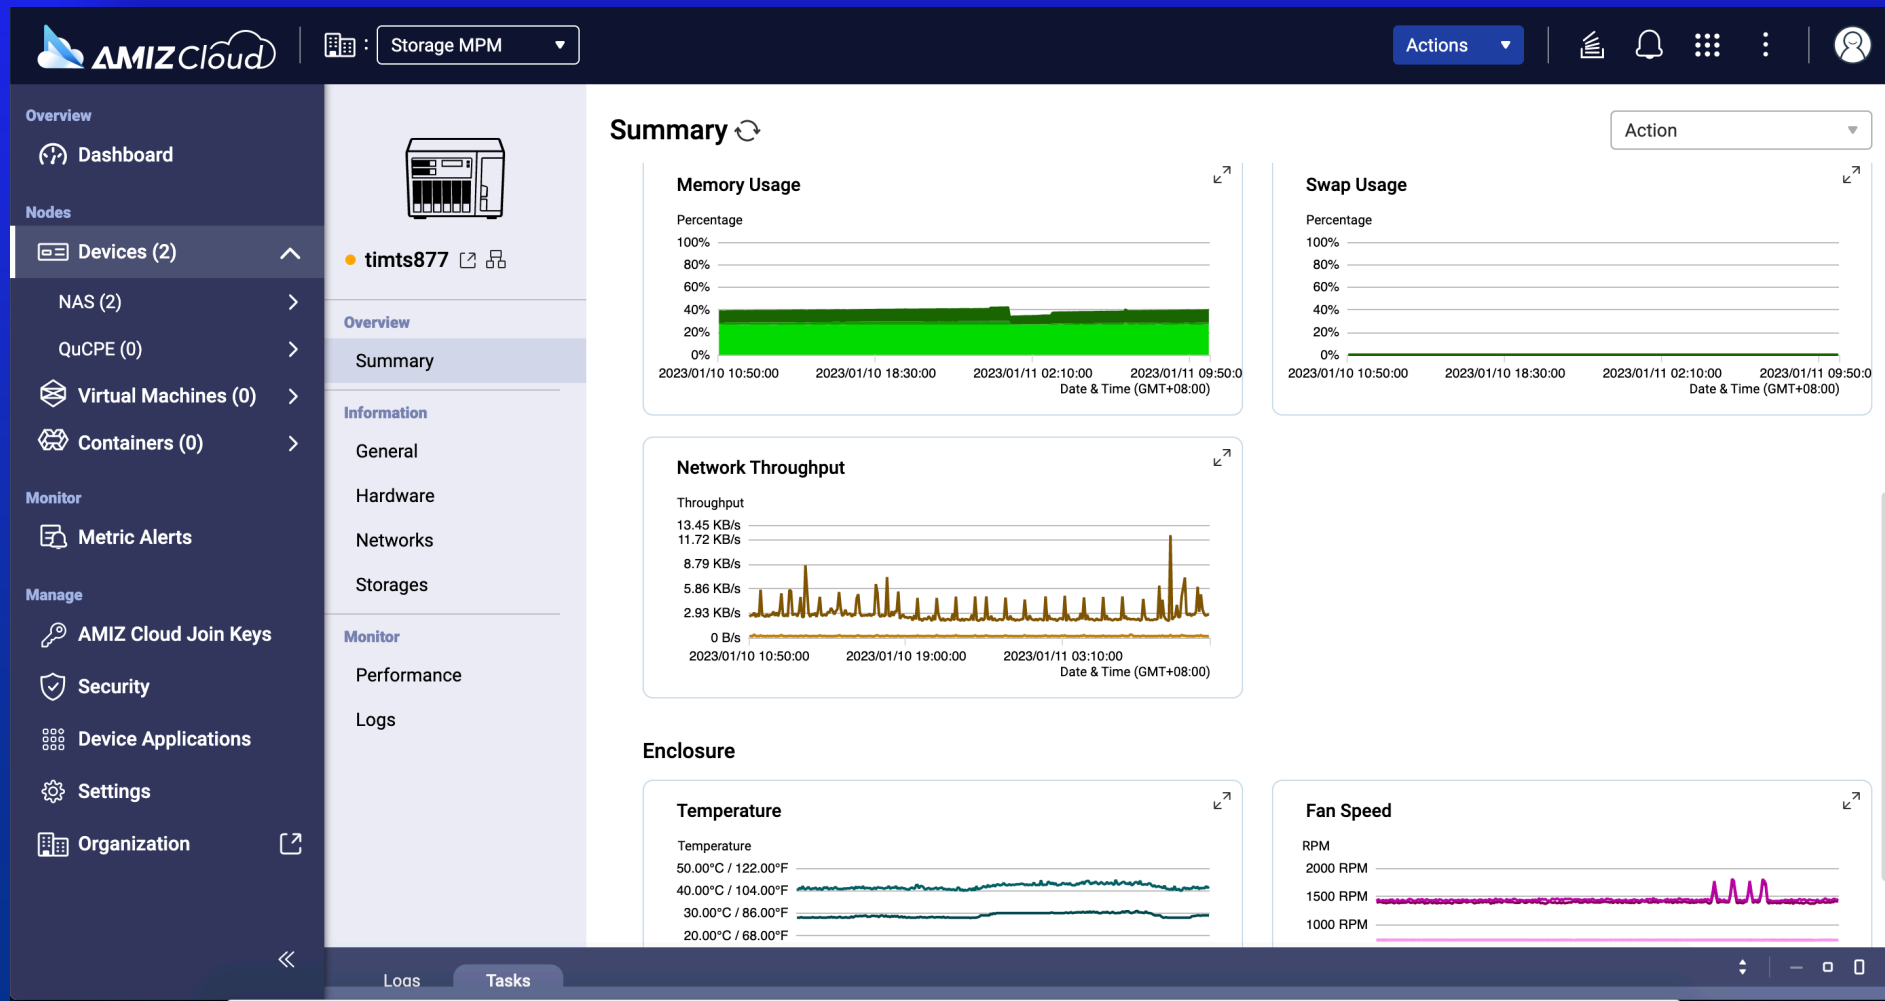 AMIZCloud
: Storage MPM
Actions
Overview
Dashboard
Nodes
Devices (2)
NAS (2)
QuCPE (0)
Virtual Machines (0)
Containers (0)
Monitor
Metric Alerts
Manage
AMIZ Cloud Join Keys
Security
Device Applications
Settings
Organization
timts877
Overview
Summary
Information
General
Hardware
Networks
Storages
Monitor
Performance
Logs
Summary
Action
Memory Usage
Percentage
100%
80%
60%
40%
20%
0%
2023/01/10 10:50:00 2023/01/10 18:30:00 2023/01/11 02:10:00 2023/01/11 09:50:0
Date & Time (GMT+08:00)
Swap Usage
Percentage
100%
80%
60%
40%
20%
0%
2023/01/10 10:50:00 2023/01/10 18:30:00 2023/01/11 02:10:00 2023/01/11 09:50:0
Date & Time (GMT+08:00)
Network Throughput
Throughput
13.45 KB/s
11.72 KB/s
8.79 KB/s
5.86 KB/s
2.93 KB/s
0 B/s
2023/01/10 10:50:00 2023/01/10 19:00:00 2023/01/11 03:10:00
Date & Time (GMT+08:00)
Enclosure
Temperature
Temperature
50.00°C / 122.00°F
40.00°C / 104.00°F
30.00°C / 86.00°F
20.00°C / 68.00°F
Fan Speed
RPM
2000 RPM
1500 RPM
1000 RPM
Logs Tasks